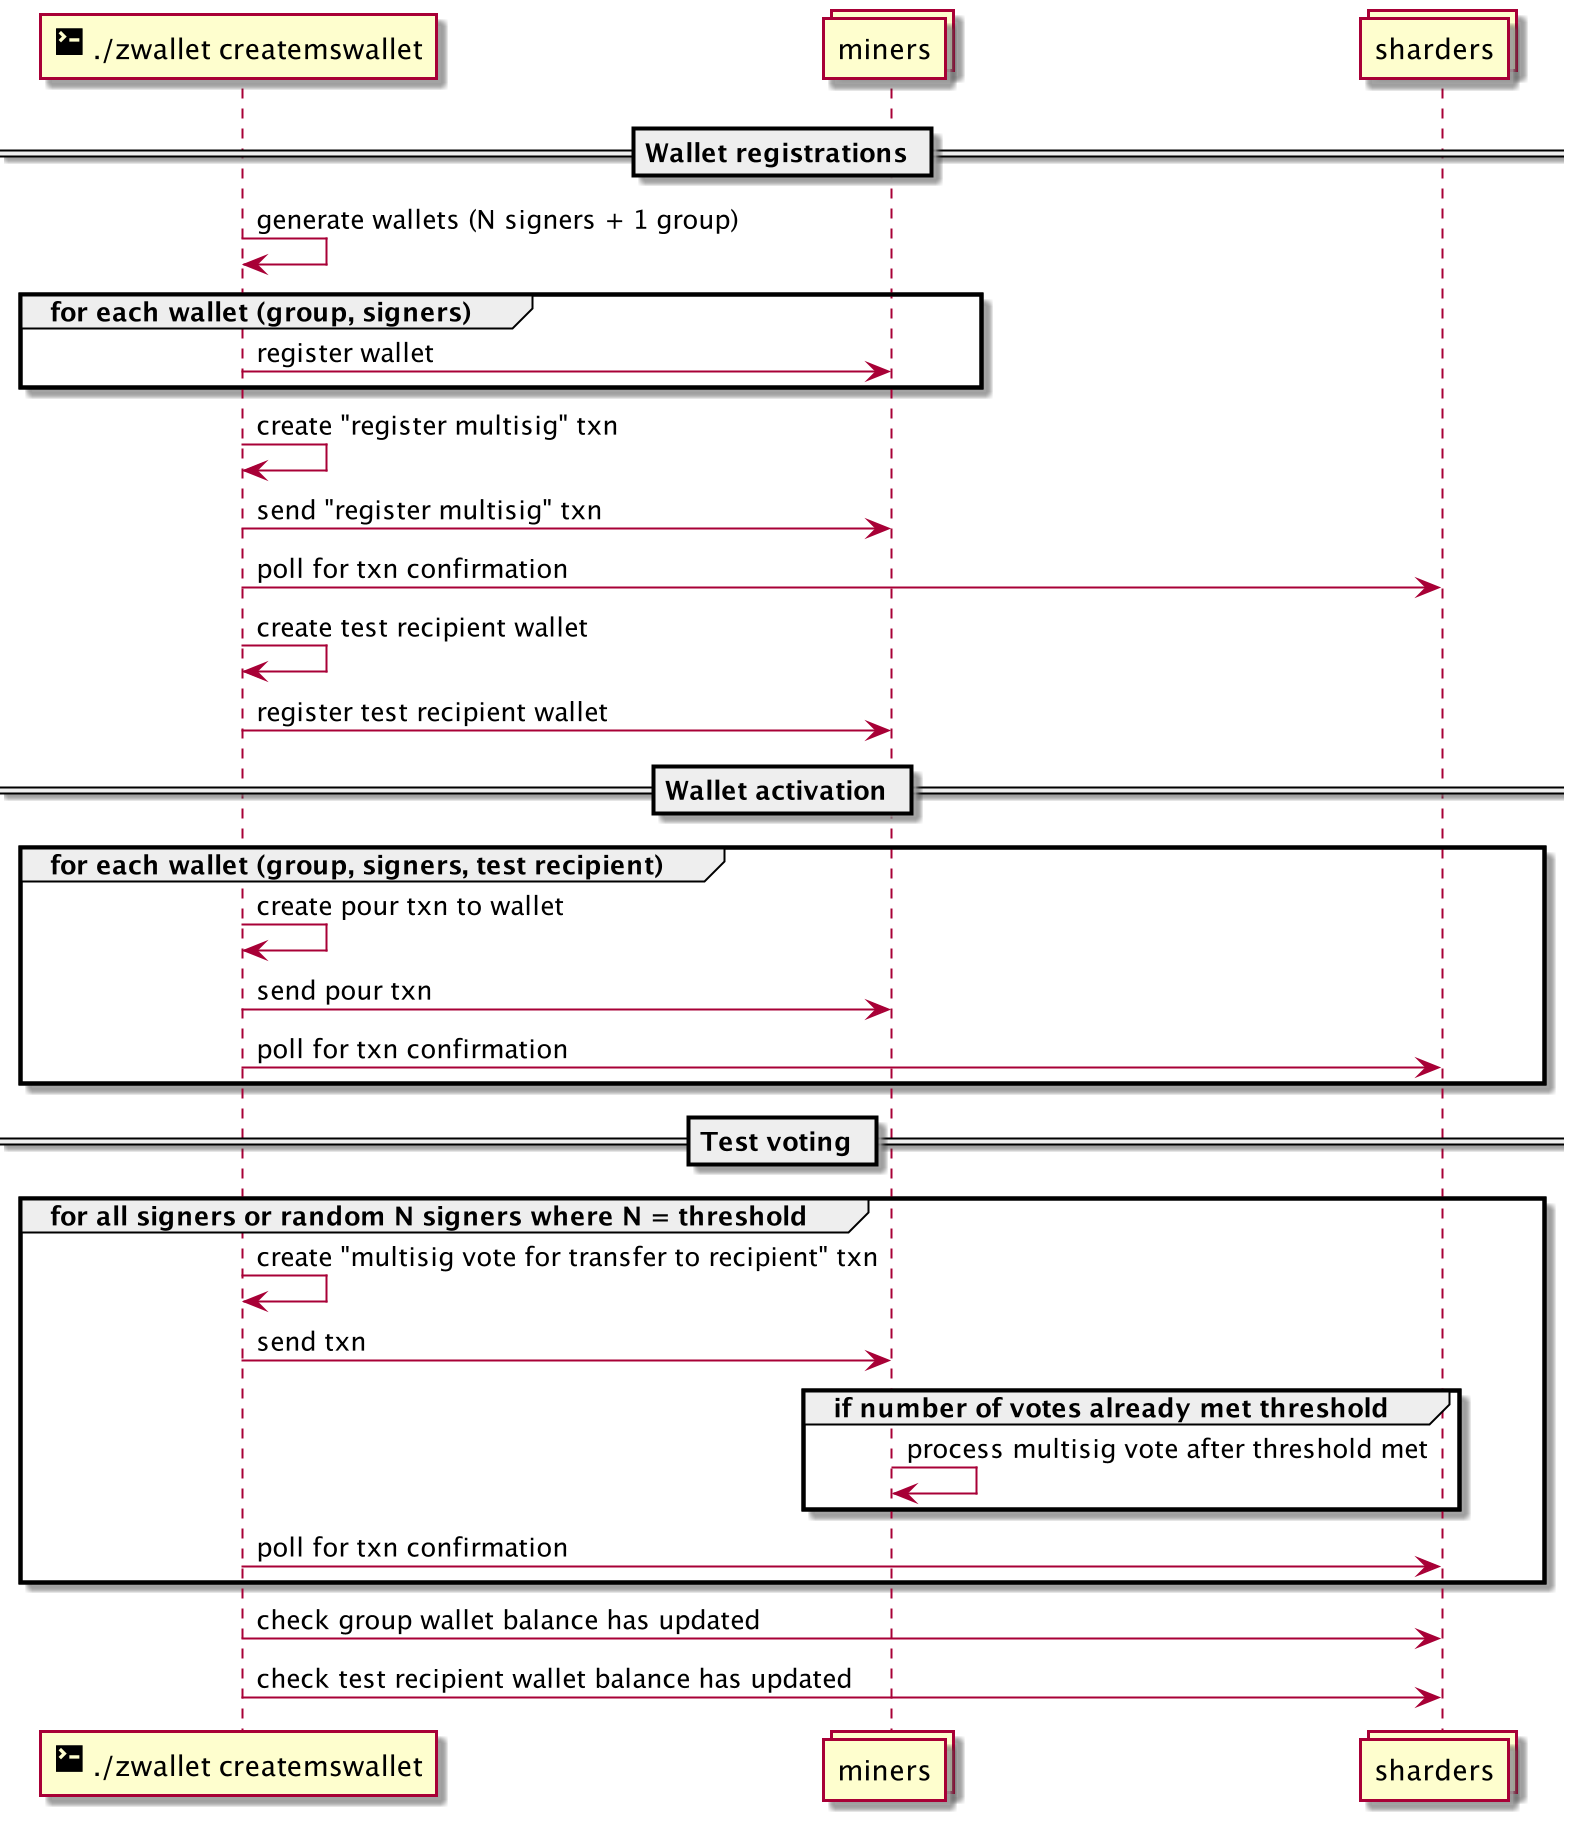 ./zwallet createmswallet
miners
sharders
Wallet registrations
generate wallets (N signers + 1 group)
for each wallet (group, signers)
register wallet
create "register multisig" txn
send "register multisig" txn
poll for txn confirmation
create test recipient wallet
register test recipient wallet
Wallet activation
for each wallet (group, signers, test recipient)
create pour txn to wallet
send pour txn
poll for txn confirmation
Test voting
for all signers or random N signers where N = threshold
create "multisig vote for transfer to recipient" txn
send txn
if number of votes already met threshold
process multisig vote after threshold met
poll for txn confirmation
check group wallet balance has updated
check test recipient wallet balance has updated
./zwallet createmswallet
miners
sharders